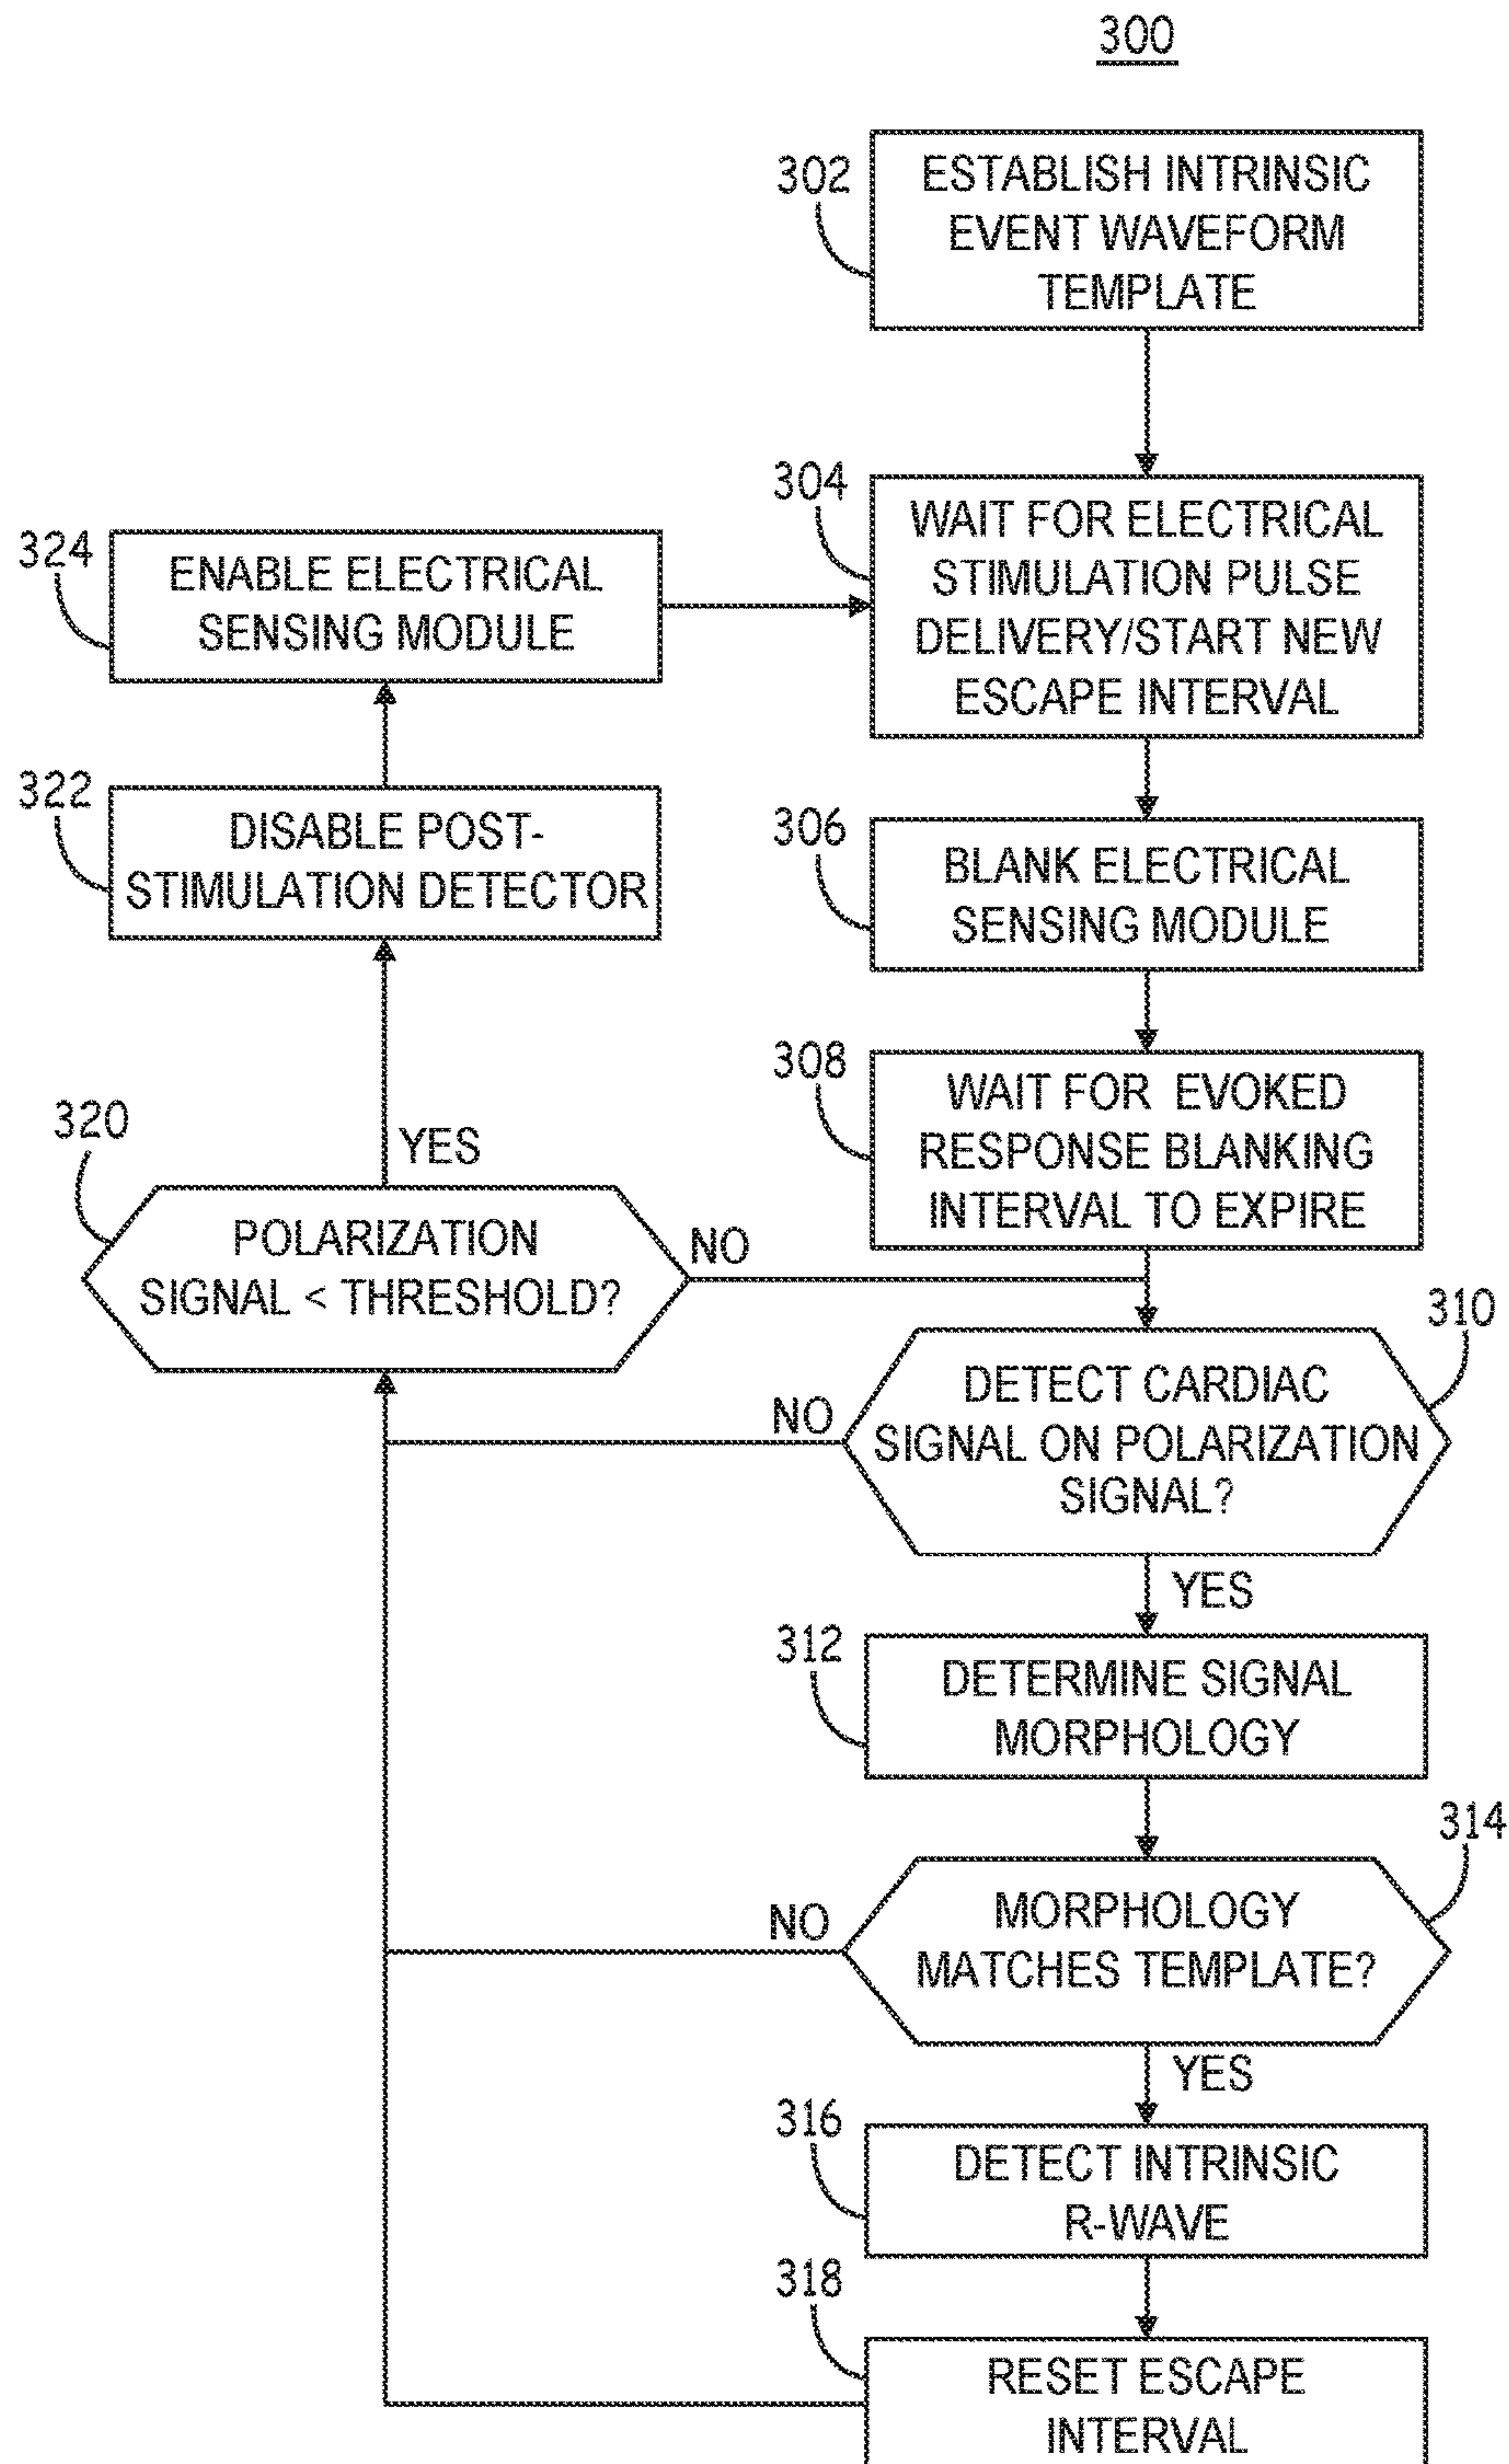 300
302
ESTABLISH INTRINSIC
EVENT WAVEFORM
TEMPLATE
304
WAIT FOR ELECTRICAL
STIMULATION PULSE
DELIVERY/START NEW
ESCAPE INTERVAL
324
ENABLE ELECTRICAL
SENSING MODULE
322
DISABLE POST-
STIMULATION DETECTOR
306
BLANK ELECTRICAL
SENSING MODULE
308
WAIT FOR EVOKED
RESPONSE BLANKING
INTERVAL TO EXPIRE
320
YES
POLARIZATION
SIGNAL < THRESHOLD?
NO
310
DETECT CARDIAC
SIGNAL ON POLARIZATION
SIGNAL?
NO
YES
312
DETERMINE SIGNAL
MORPHOLOGY
314
MORPHOLOGY
MATCHES TEMPLATE?
NO
YES
316
DETECT INTRINSIC
R-WAVE
318
RESET ESCAPE
INTERVAL